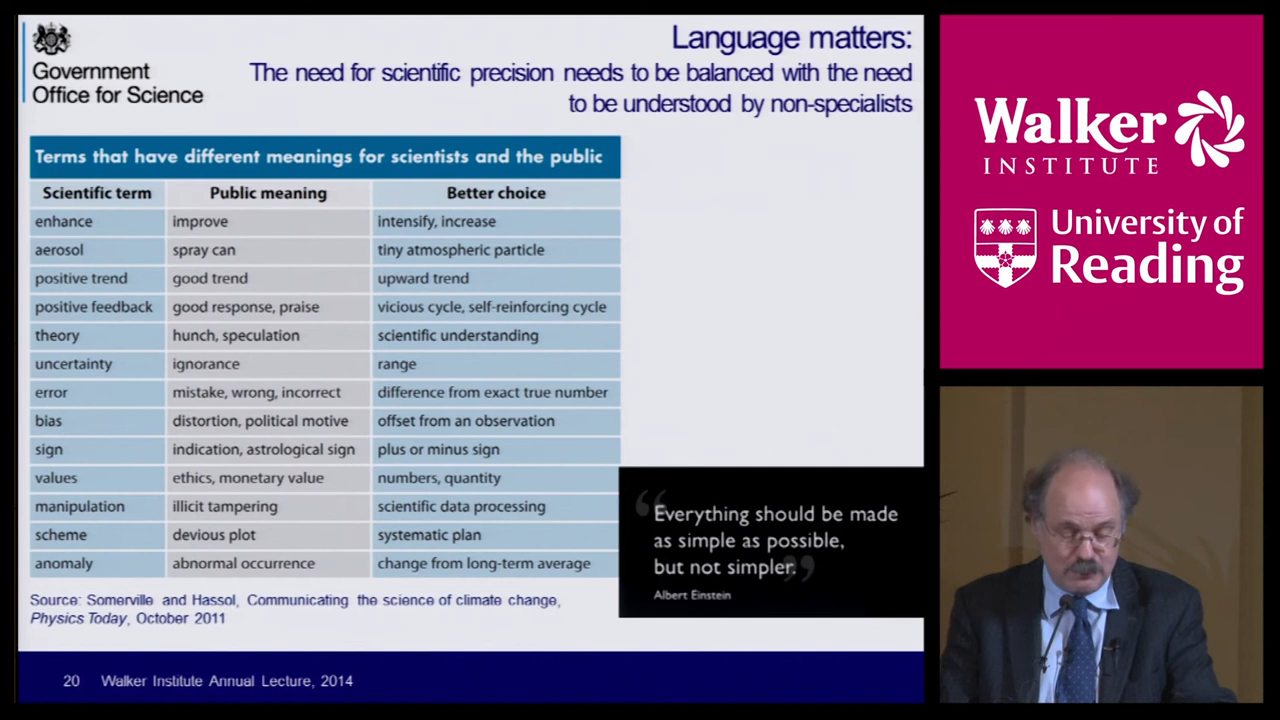 Government
Office for Science
Language matters:
The need for scientific precision needs to be balanced with the need
to be understood by non-specialists
Terms that have different meanings for scientists and the public
Scientific term Public meaning Better choice
enhance improve intensify, increase
aerosol spray can tiny atmospheric particle
positive trend good trend upward trend
positive feedback good response, praise vicious cycle, self-reinforcing cycle
theory hunch, speculation scientific understanding
uncertainty ignorance range
error mistake, wrong, incorrect difference from exact true number
bias distortion, political motive offset from an observation
sign indication, astrological sign plus or minus sign
values ethics, monetary value numbers, quantity
manipulation illicit tampering scientific data processing
scheme devious plot systematic plan
anomaly abnormal occurrence change from long-term average
Source: Somerville and Hassol, Communicating the science of climate change,
Physics Today, October 2011
“Everything should be made
as simple as possible,
but not simpler.”
Albert Einstein
20 Walker Institute Annual Lecture, 2014
Walker
INSTITUTE
University of
Reading